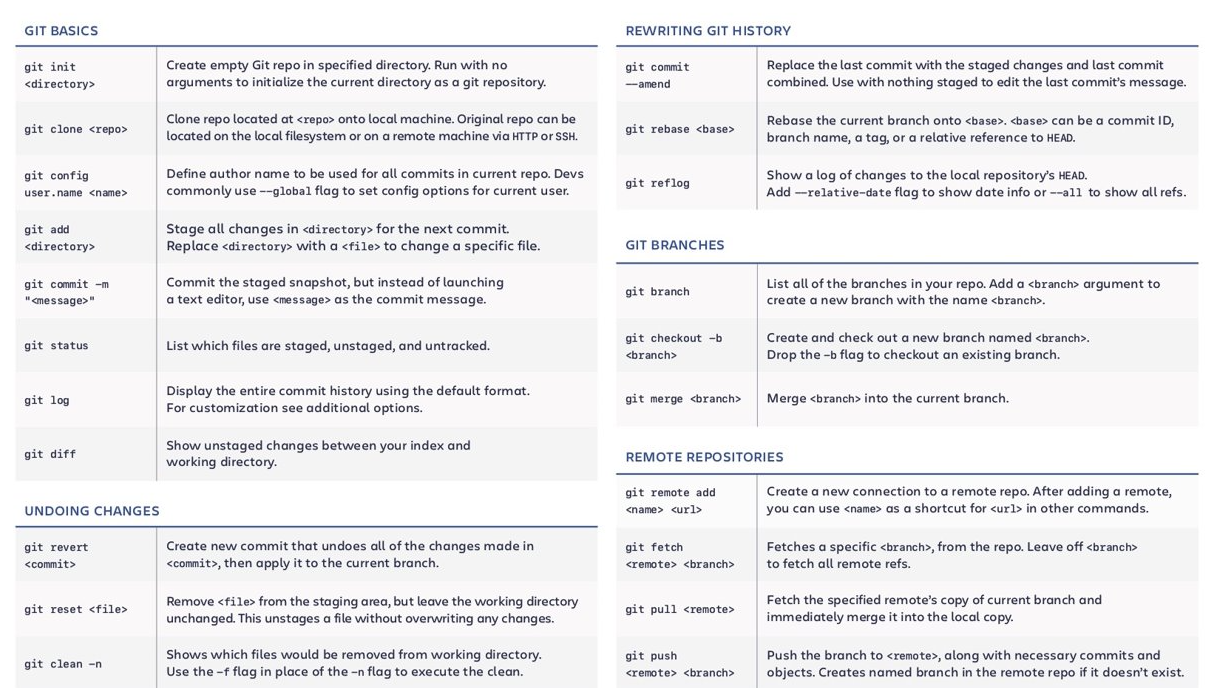 GIT BASICS
git init
<directory>
Create empty Git repo in specified directory. Run with no
arguments to initialize the current directory as a git repository.
git clone <repo>
Clone repo located at <repo> onto local machine. Original repo can be
located on the local filesystem or on a remote machine via HTTP or SSH.
git config
user.name <name>
Define author name to be used for all commits in current repo. Devs
commonly use --global flag to set config options for current user.
git add
<directory>
Stage all changes in <directory> for the next commit.
Replace <directory> with a <file> to change a specific file.
git commit -m
"<message>"
Commit the staged snapshot, but instead of launching
a text editor, use <message> as the commit message.
git status
List which files are staged, unstaged, and untracked.
git log
Display the entire commit history using the default format.
For customization see additional options.
git diff
Show unstaged changes between your index and
working directory.
UNDOING CHANGES
git revert
<commit>
Create new commit that undoes all of the changes made in
<commit>, then apply it to the current branch.
git reset <file>
Remove <file> from the staging area, but leave the working directory
unchanged. This unstages a file without overwriting any changes.
git clean -n
Shows which files would be removed from working directory.
Use the -f flag in place of the -n flag to execute the clean.
REWRITING GIT HISTORY
git commit
--amend
Replace the last commit with the staged changes and last commit
combined. Use with nothing staged to edit the last commit's message.
git rebase <base>
Rebase the current branch onto <base>. <base> can be a commit ID,
branch name, a tag, or a relative reference to HEAD.
git reflog
Show a log of changes to the local repository's HEAD.
Add --relative-date flag to show date info or --all to show all refs.
GIT BRANCHES
git branch
List all of the branches in your repo. Add a <branch> argument to
create a new branch with the name <branch>.
git checkout -b
<branch>
Create and check out a new branch named <branch>.
Drop the -b flag to checkout an existing branch.
git merge <branch>
Merge <branch> into the current branch.
REMOTE REPOSITORIES
git remote add
<name> <url>
Create a new connection to a remote repo. After adding a remote,
you can use <name> as a shortcut for <url> in other commands.
git fetch
<remote> <branch>
Fetches a specific <branch>, from the repo. Leave off <branch>
to fetch all remote refs.
git pull <remote>
Fetch the specified remote's copy of current branch and
immediately merge it into the local copy.
git push
<remote> <branch>
Push the branch to <remote>, along with necessary commits and
objects. Creates named branch in the remote repo if it doesn't exist.